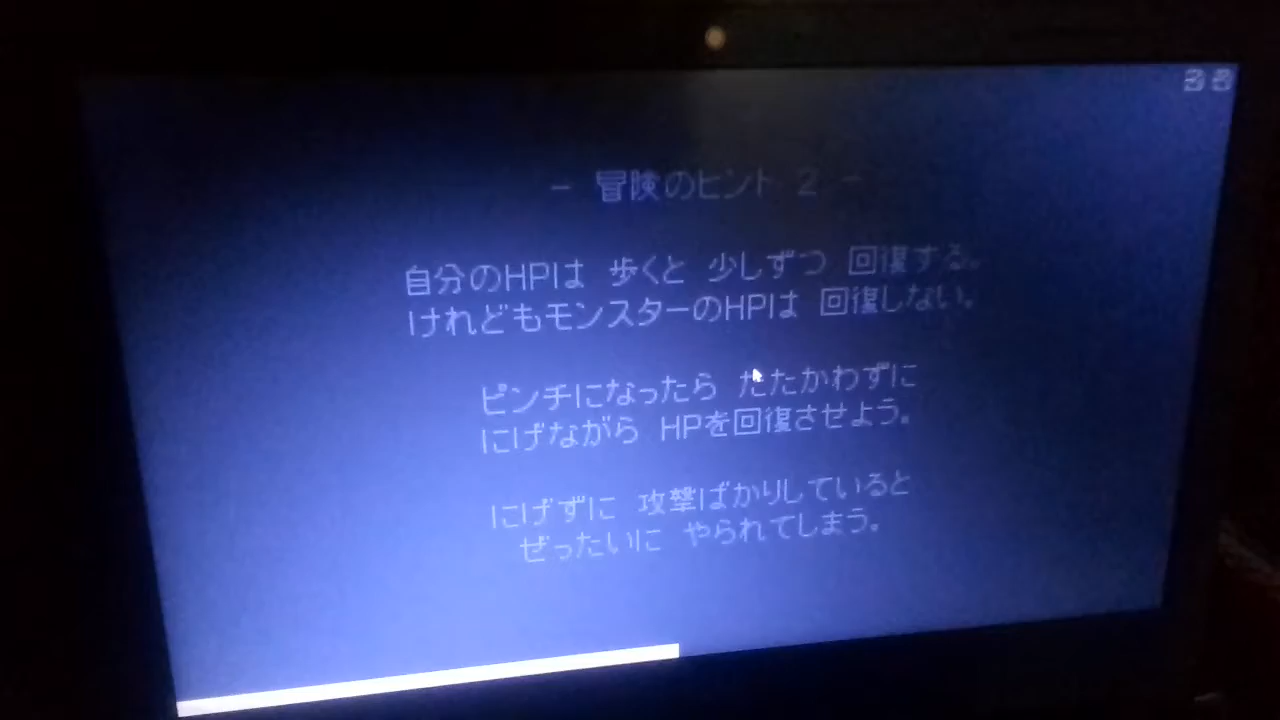 - 冒険のヒント 2 -
自分のHPは 歩くと 少しずつ 回復する。
けれどもモンスターのHPは 回復しない。
ピンチになったら たたかわずに
にげながら HPを回復させよう。
にげずに 攻撃ばかりしていると
ぜったいに やられてしまう。